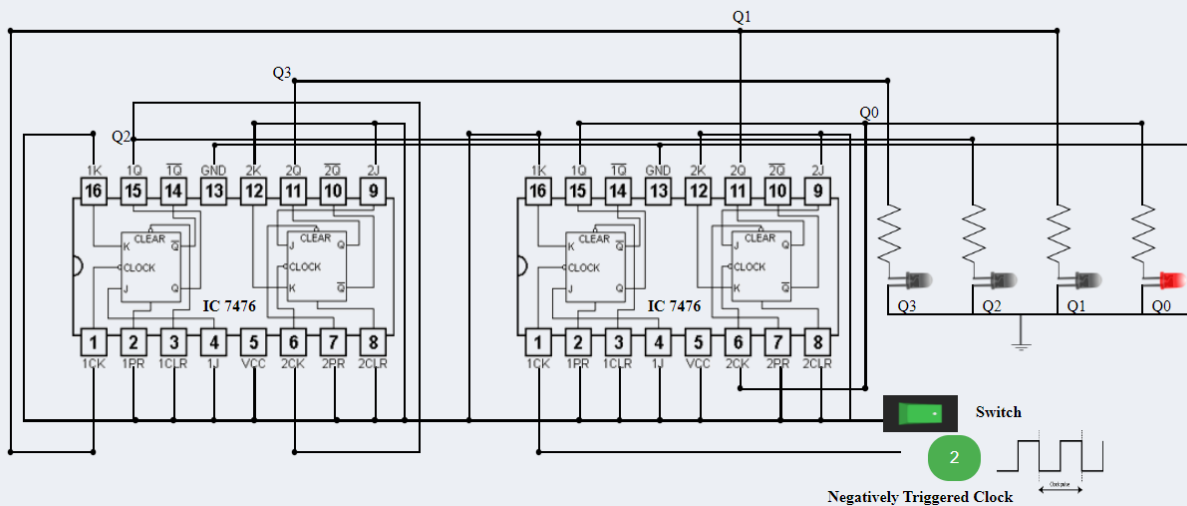 Q1
Q3
Q0
Q2
1K 1Q 1Q GND 2K 2Q 2Q 2J
16 15 14 13 12 11 10 9
CLEAR
K Q
CLOCK
J Q
CLEAR
J Q
CLOCK
K Q
IC 7476
1 2 3 4 5 6 7 8
1CK 1PR 1CLR 1J VCC 2CK 2PR 2CLR
1K 1Q 1Q GND 2K 2Q 2Q 2J
16 15 14 13 12 11 10 9
CLEAR
K Q
CLOCK
J Q
CLEAR
J Q
CLOCK
K Q
IC 7476
1 2 3 4 5 6 7 8
1CK 1PR 1CLR 1J VCC 2CK 2PR 2CLR
Q3 Q2 Q1 Q0
Switch
2
Negatively Triggered Clock